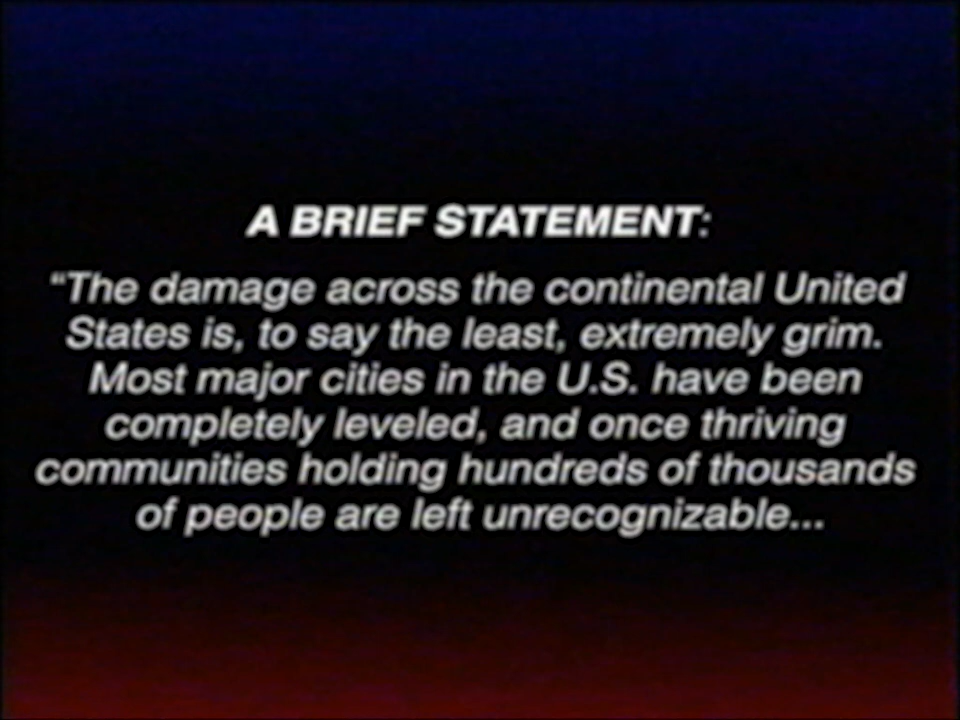 A BRIEF STATEMENT:
“The damage across the continental United
States is, to say the least, extremely grim.
Most major cities in the U.S. have been
completely leveled, and once thriving
communities holding hundreds of thousands
of people are left unrecognizable...